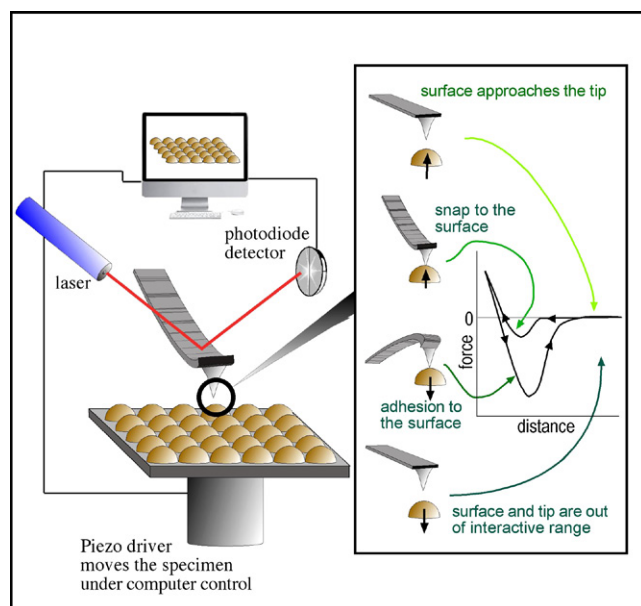 photodiode
detector
laser
Piezo driver
moves the specimen
under computer control
surface approaches the tip
snap to the
surface
adhesion to
the surface
surface and tip are out
of interactive range
0
force
distance